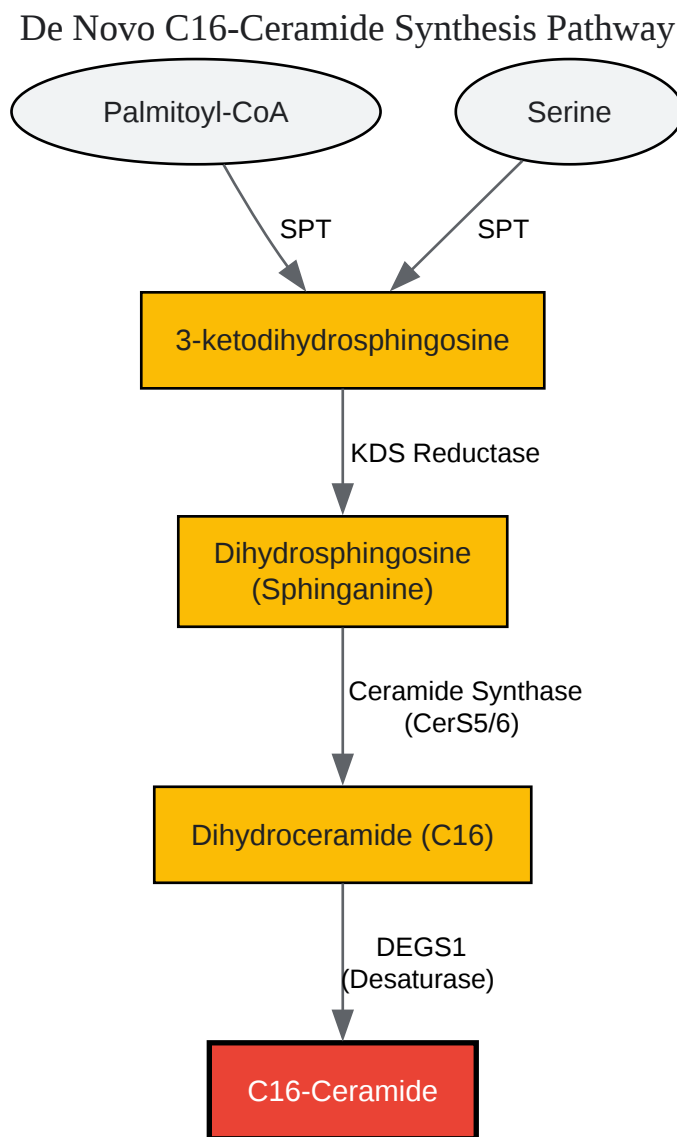 De Novo C16-Ceramide Synthesis Pathway
Palmitoyl-CoA
Serine
SPT
SPT
3-ketodihydrosphingosine
KDS Reductase
Dihydrosphingosine
(Sphinganine)
Ceramide Synthase
(CerS5/6)
Dihydroceramide (C16)
DEGS1
(Desaturase)
C16-Ceramide